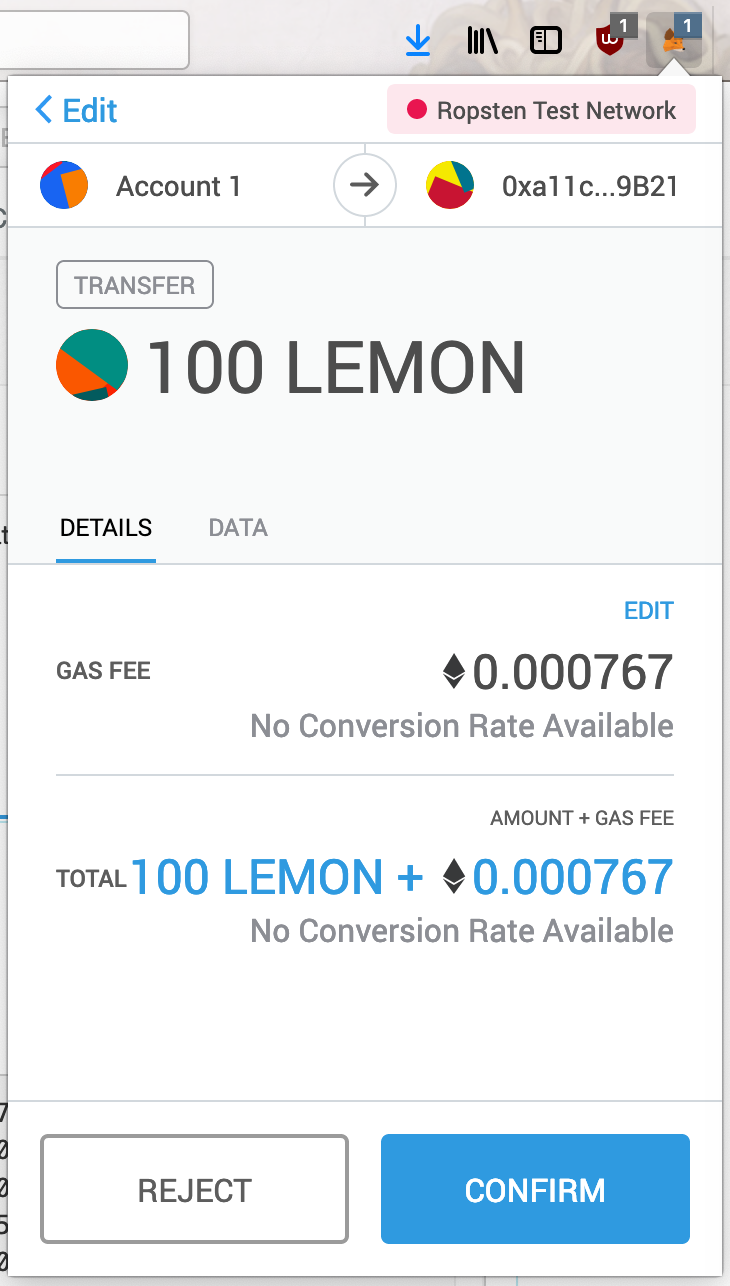 1
1
Edit
Ropsten Test Network
Account 1
0xa11c...9B21
TRANSFER
100 LEMON
DETAILS
DATA
EDIT
GAS FEE
0.000767
No Conversion Rate Available
AMOUNT + GAS FEE
TOTAL 100 LEMON + 0.000767
No Conversion Rate Available
REJECT
CONFIRM